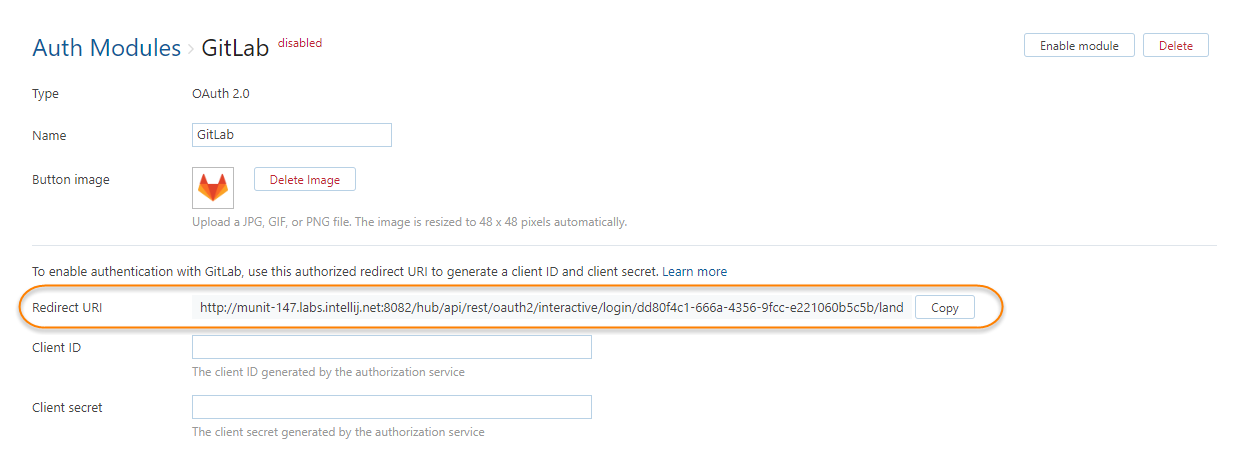 Auth Modules › GitLab disabled Enable module Delete
Type OAuth 2.0
Name GitLab
Button image Delete Image
Upload a JPG, GIF, or PNG file. The image is resized to 48 x 48 pixels automatically.
To enable authentication with GitLab, use this authorized redirect URI to generate a client ID and client secret. Learn more
Redirect URI http://munit-147.labs.intellij.net:8082/hub/api/rest/oauth2/interactive/login/dd80f4c1-666a-4356-9fcc-e221060b5c5b/land Copy
Client ID
The client ID generated by the authorization service
Client secret
The client secret generated by the authorization service